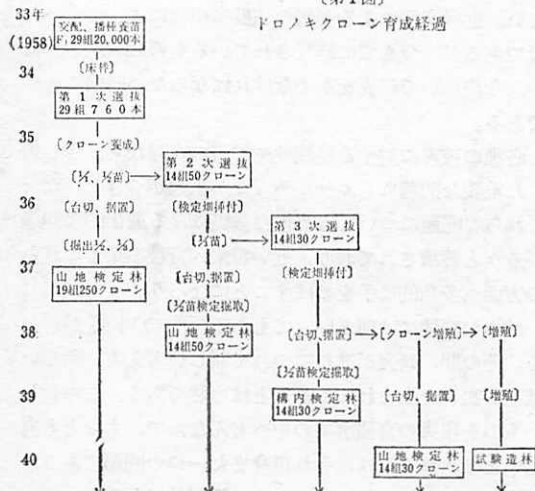 〔第1図〕
ドロノキクローン育成経過
33年
(1958)
交配、播種養苗
F₁ 29組20,000本
〔床替〕
34
第1次選抜
29組760本
35
〔クローン養成〕
〔⅟₁、½苗〕
第2次選抜
14組50クローン
36
〔台切、据置〕
〔検定畑挿付〕
〔掘出½、⅓〕
〔½苗〕
第3次選抜
14組30クローン
37
山地検定林
19組250クローン
〔台切、据置〕
〔検定畑挿付〕
〔⅓苗検定掘取〕
38
山地検定林
14組50クローン
〔台切、据置〕
〔クローン増殖〕
〔増殖〕
〔⅓苗検定掘取〕
39
構内検定林
14組30クローン
〔台切、据置〕
〔増殖〕
40
山地検定林
14組30クローン
試験造林